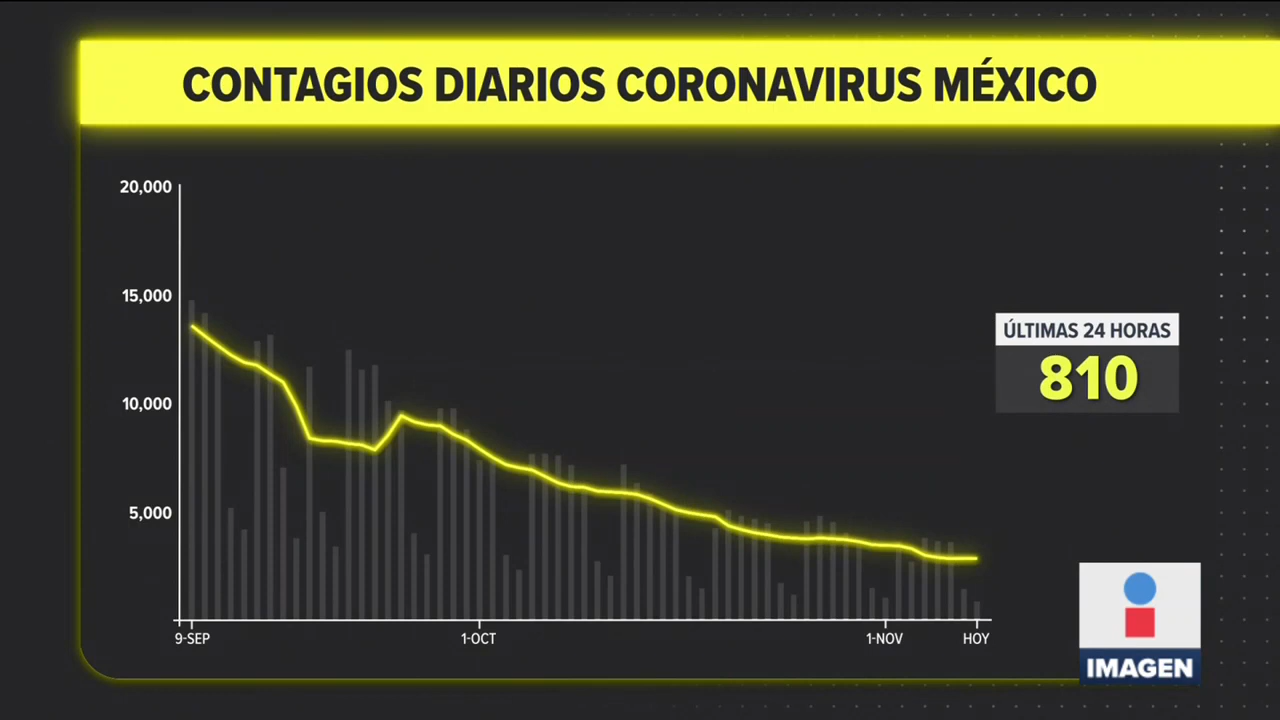 CONTAGIOS DIARIOS CORONAVIRUS MÉXICO
20,000
15,000
10,000
5,000
9-SEP
1-OCT
1-NOV
HOY
ÚLTIMAS 24 HORAS
810
IMAGEN